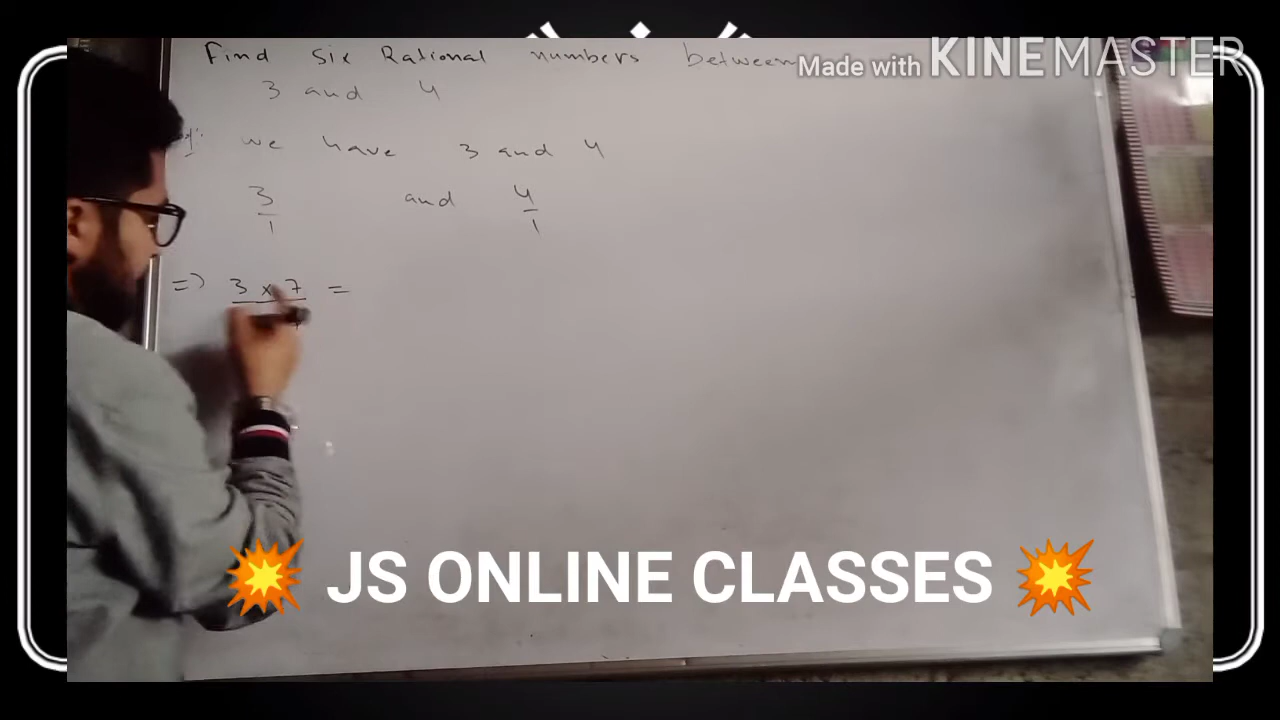 Find six Rational numbers between
Made with KINEMASTER
3 and 4
we have 3 and 4
3/1 and 4/1
=> 3 x 7 =
JS ONLINE CLASSES